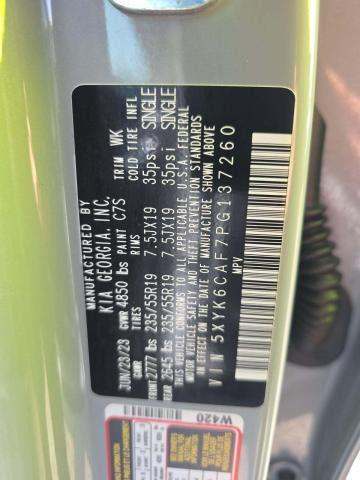 MANUFACTURED BY
KIA GEORGIA, INC.
JUN/23/23 PAINT C7S TRIM WK
GVWR 4850 lbs TIRES COLD TIRE INFL
GAWR
FRONT 2777 lbs 235/55R19 7.5JX19 35psi SINGLE
REAR 2645 lbs 235/55R19 7.5JX19 35psi SINGLE
THIS VEHICLE CONFORMS TO ALL APPLICABLE U.S.A. FEDERAL
MOTOR VEHICLE SAFETY AND THEFT PREVENTION STANDARDS
IN EFFECT ON THE DATE OF MANUFACTURE SHOWN ABOVE
VIN 5XYK6CAF7PG137260
MPV
W420